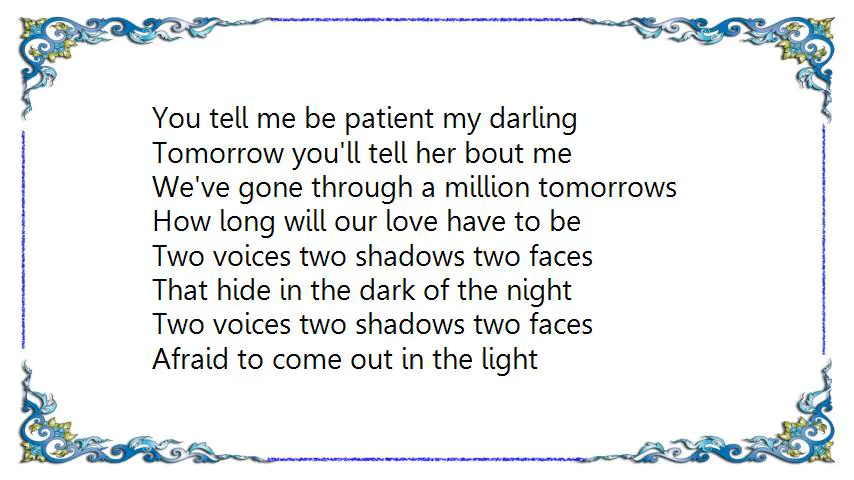 You tell me be patient my darling
Tomorrow you'll tell her bout me
We've gone through a million tomorrows
How long will our love have to be
Two voices two shadows two faces
That hide in the dark of the night
Two voices two shadows two faces
Afraid to come out in the light